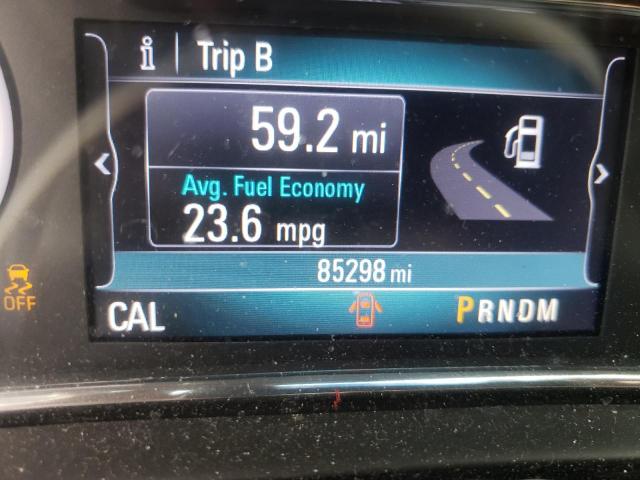 i | Trip B
59.2 mi
Avg. Fuel Economy
23.6 mpg
85298 mi
OFF
CAL
PRNDM